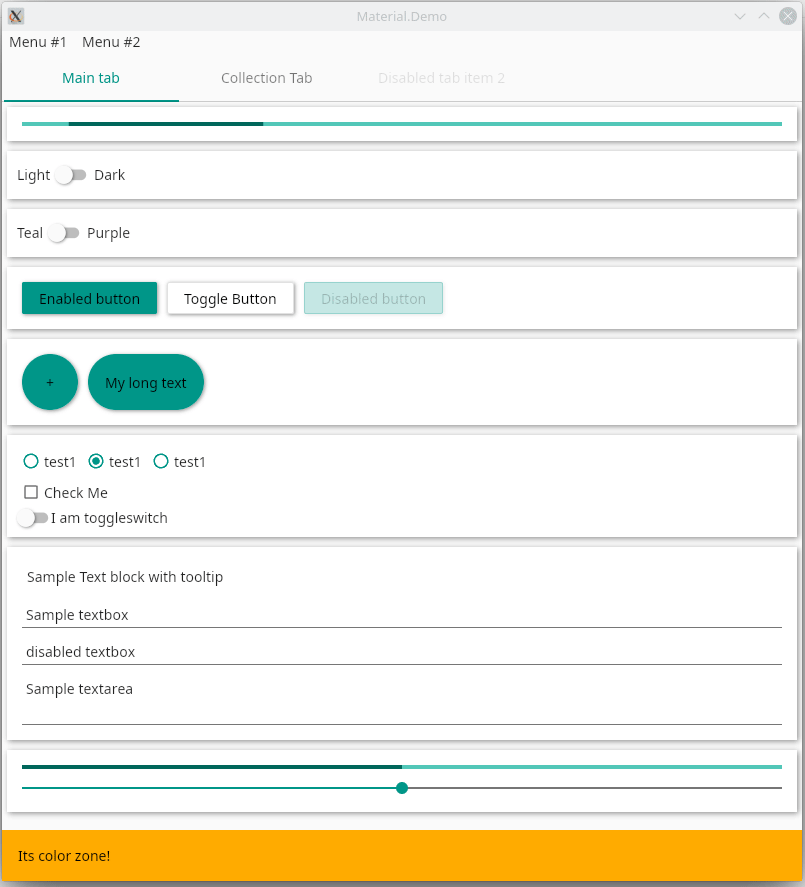 Material.Demo
Menu #1 Menu #2
Main tab Collection Tab Disabled tab item 2
Light Dark
Teal Purple
Enabled button Toggle Button Disabled button
+ My long text
test1 test1 test1
Check Me
I am toggleswitch
Sample Text block with tooltip
Sample textbox
disabled textbox
Sample textarea
Its color zone!